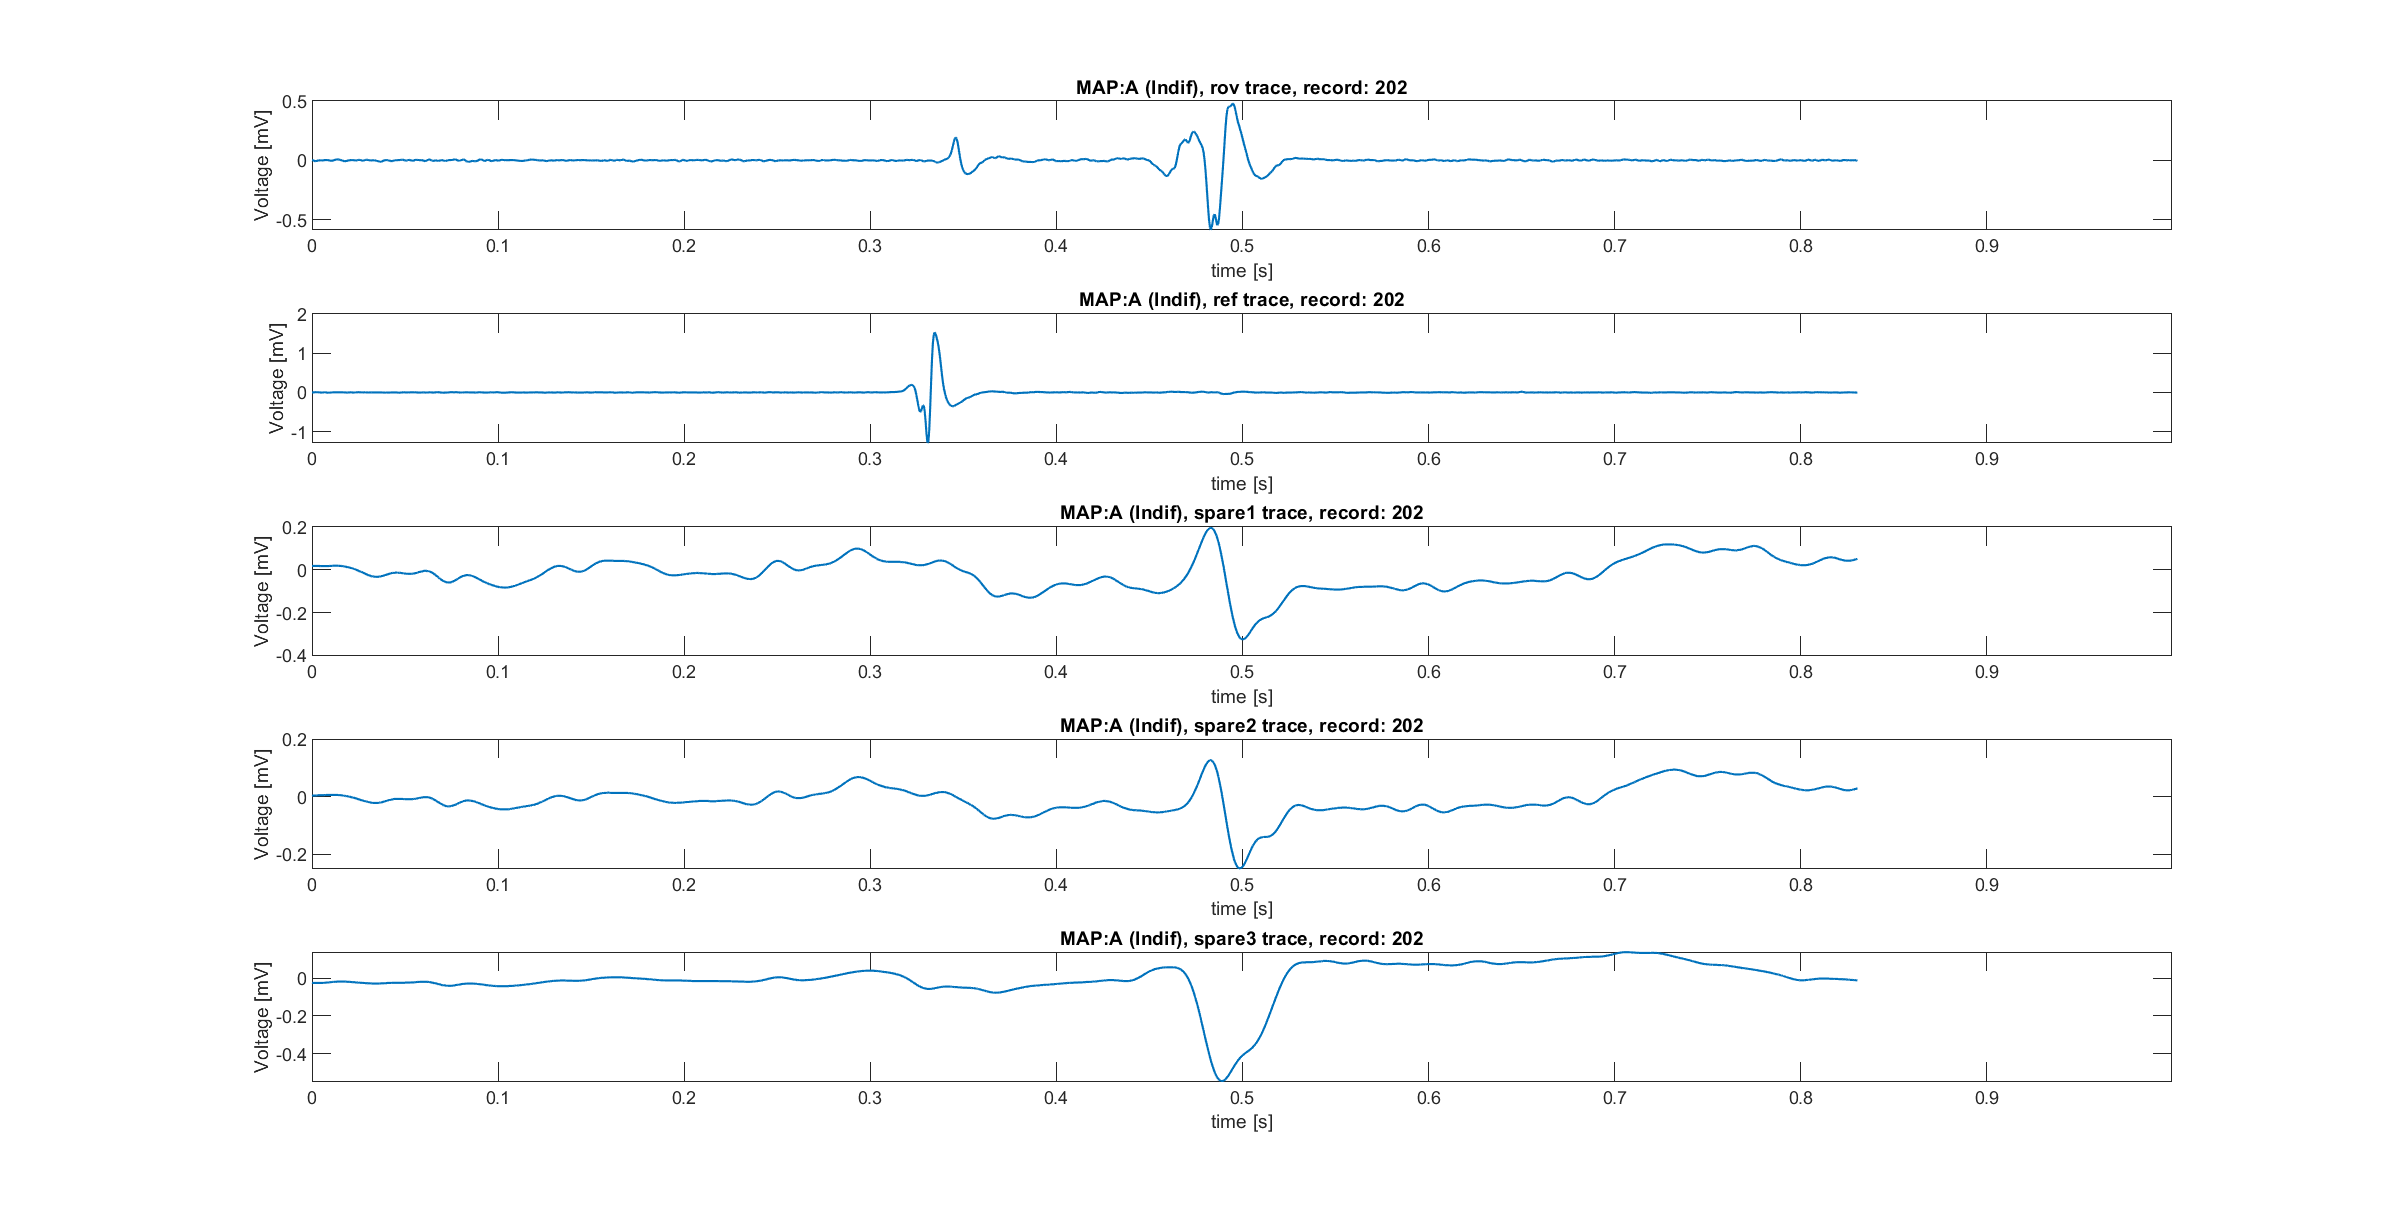 MAP:A (Indif), rov trace, record: 202
Voltage [mV]
0.5
0
-0.5
0 0.1 0.2 0.3 0.4 0.5 0.6 0.7 0.8 0.9
time [s]
MAP:A (Indif), ref trace, record: 202
Voltage [mV]
2
1
0
-1
0 0.1 0.2 0.3 0.4 0.5 0.6 0.7 0.8 0.9
time [s]
MAP:A (Indif), spare1 trace, record: 202
Voltage [mV]
0.2
0
-0.2
-0.4
0 0.1 0.2 0.3 0.4 0.5 0.6 0.7 0.8 0.9
time [s]
MAP:A (Indif), spare2 trace, record: 202
Voltage [mV]
0.2
0
-0.2
0 0.1 0.2 0.3 0.4 0.5 0.6 0.7 0.8 0.9
time [s]
MAP:A (Indif), spare3 trace, record: 202
Voltage [mV]
0
-0.2
-0.4
0 0.1 0.2 0.3 0.4 0.5 0.6 0.7 0.8 0.9
time [s]